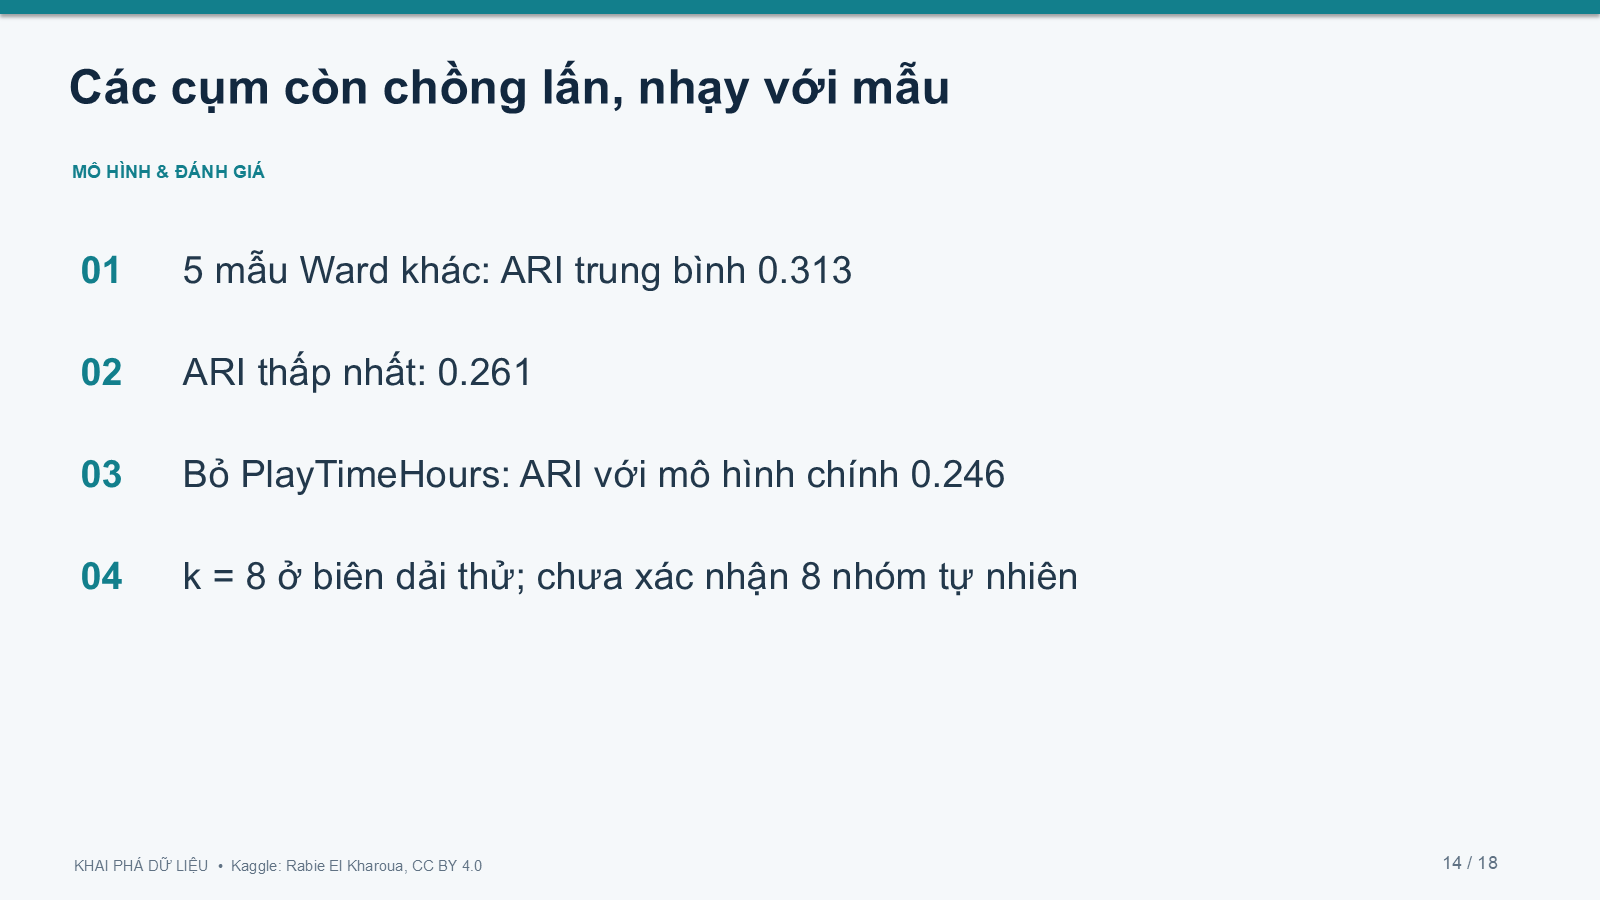 Các cụm còn chồng lấn, nhạy với mẫu
MÔ HÌNH & ĐÁNH GIÁ
01 5 mẫu Ward khác: ARI trung bình 0.313
02 ARI thấp nhất: 0.261
03 Bỏ PlayTimeHours: ARI với mô hình chính 0.246
04 k = 8 ở biên dải thử; chưa xác nhận 8 nhóm tự nhiên
KHAI PHÁ DỮ LIỆU • Kaggle: Rabie El Kharoua, CC BY 4.0
14 / 18